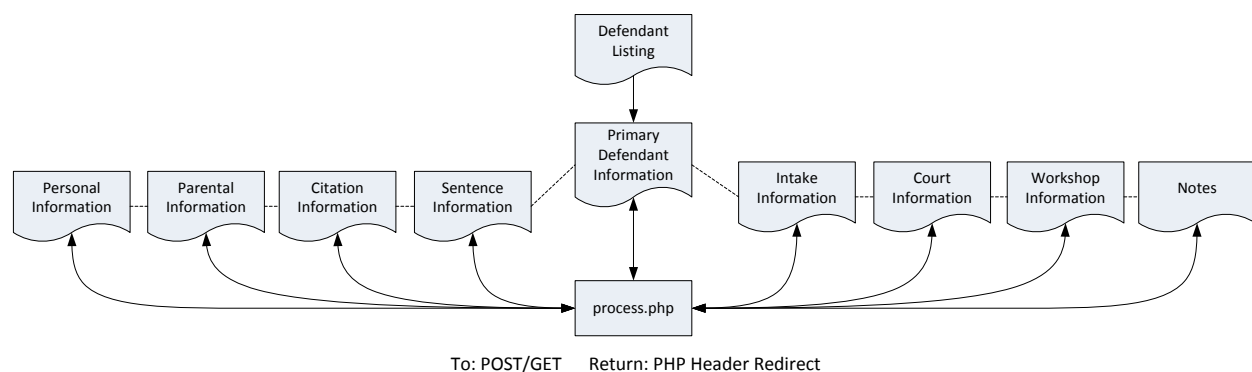 Defendant
Listing
Primary
Defendant
Information
Personal
Information
Parental
Information
Citation
Information
Sentence
Information
Intake
Information
Court
Information
Workshop
Information
Notes
process.php
To: POST/GET Return: PHP Header Redirect